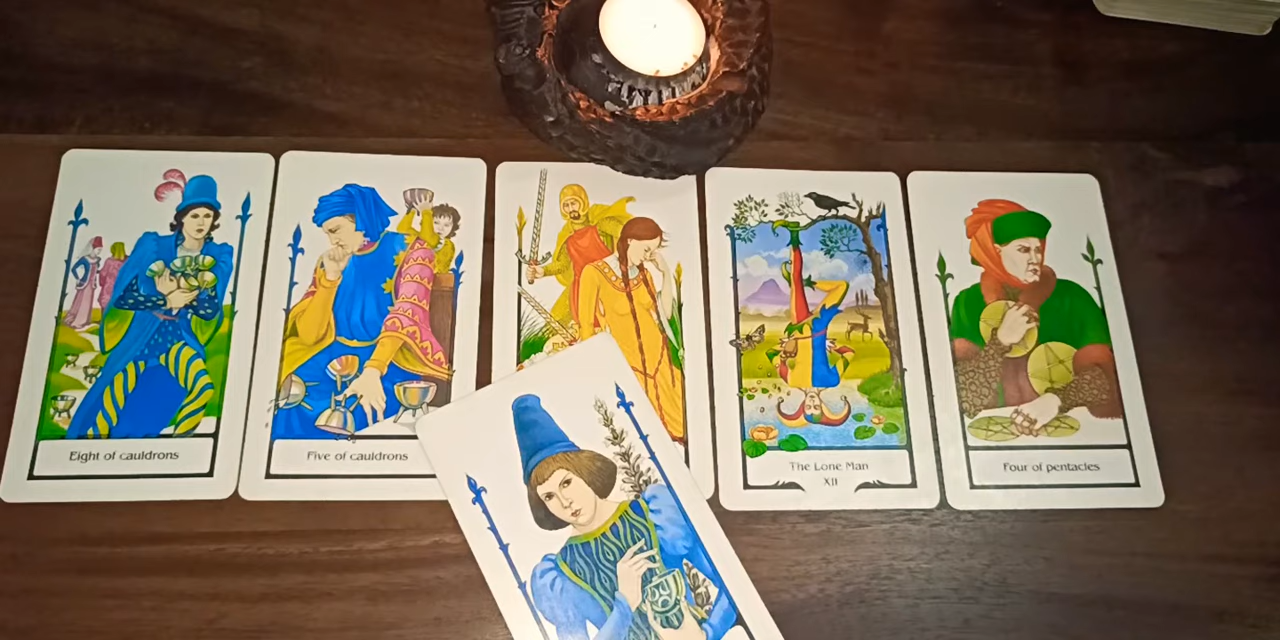 Eight of cauldrons
Five of cauldrons
The Lone Man
XII
Four of pentacles